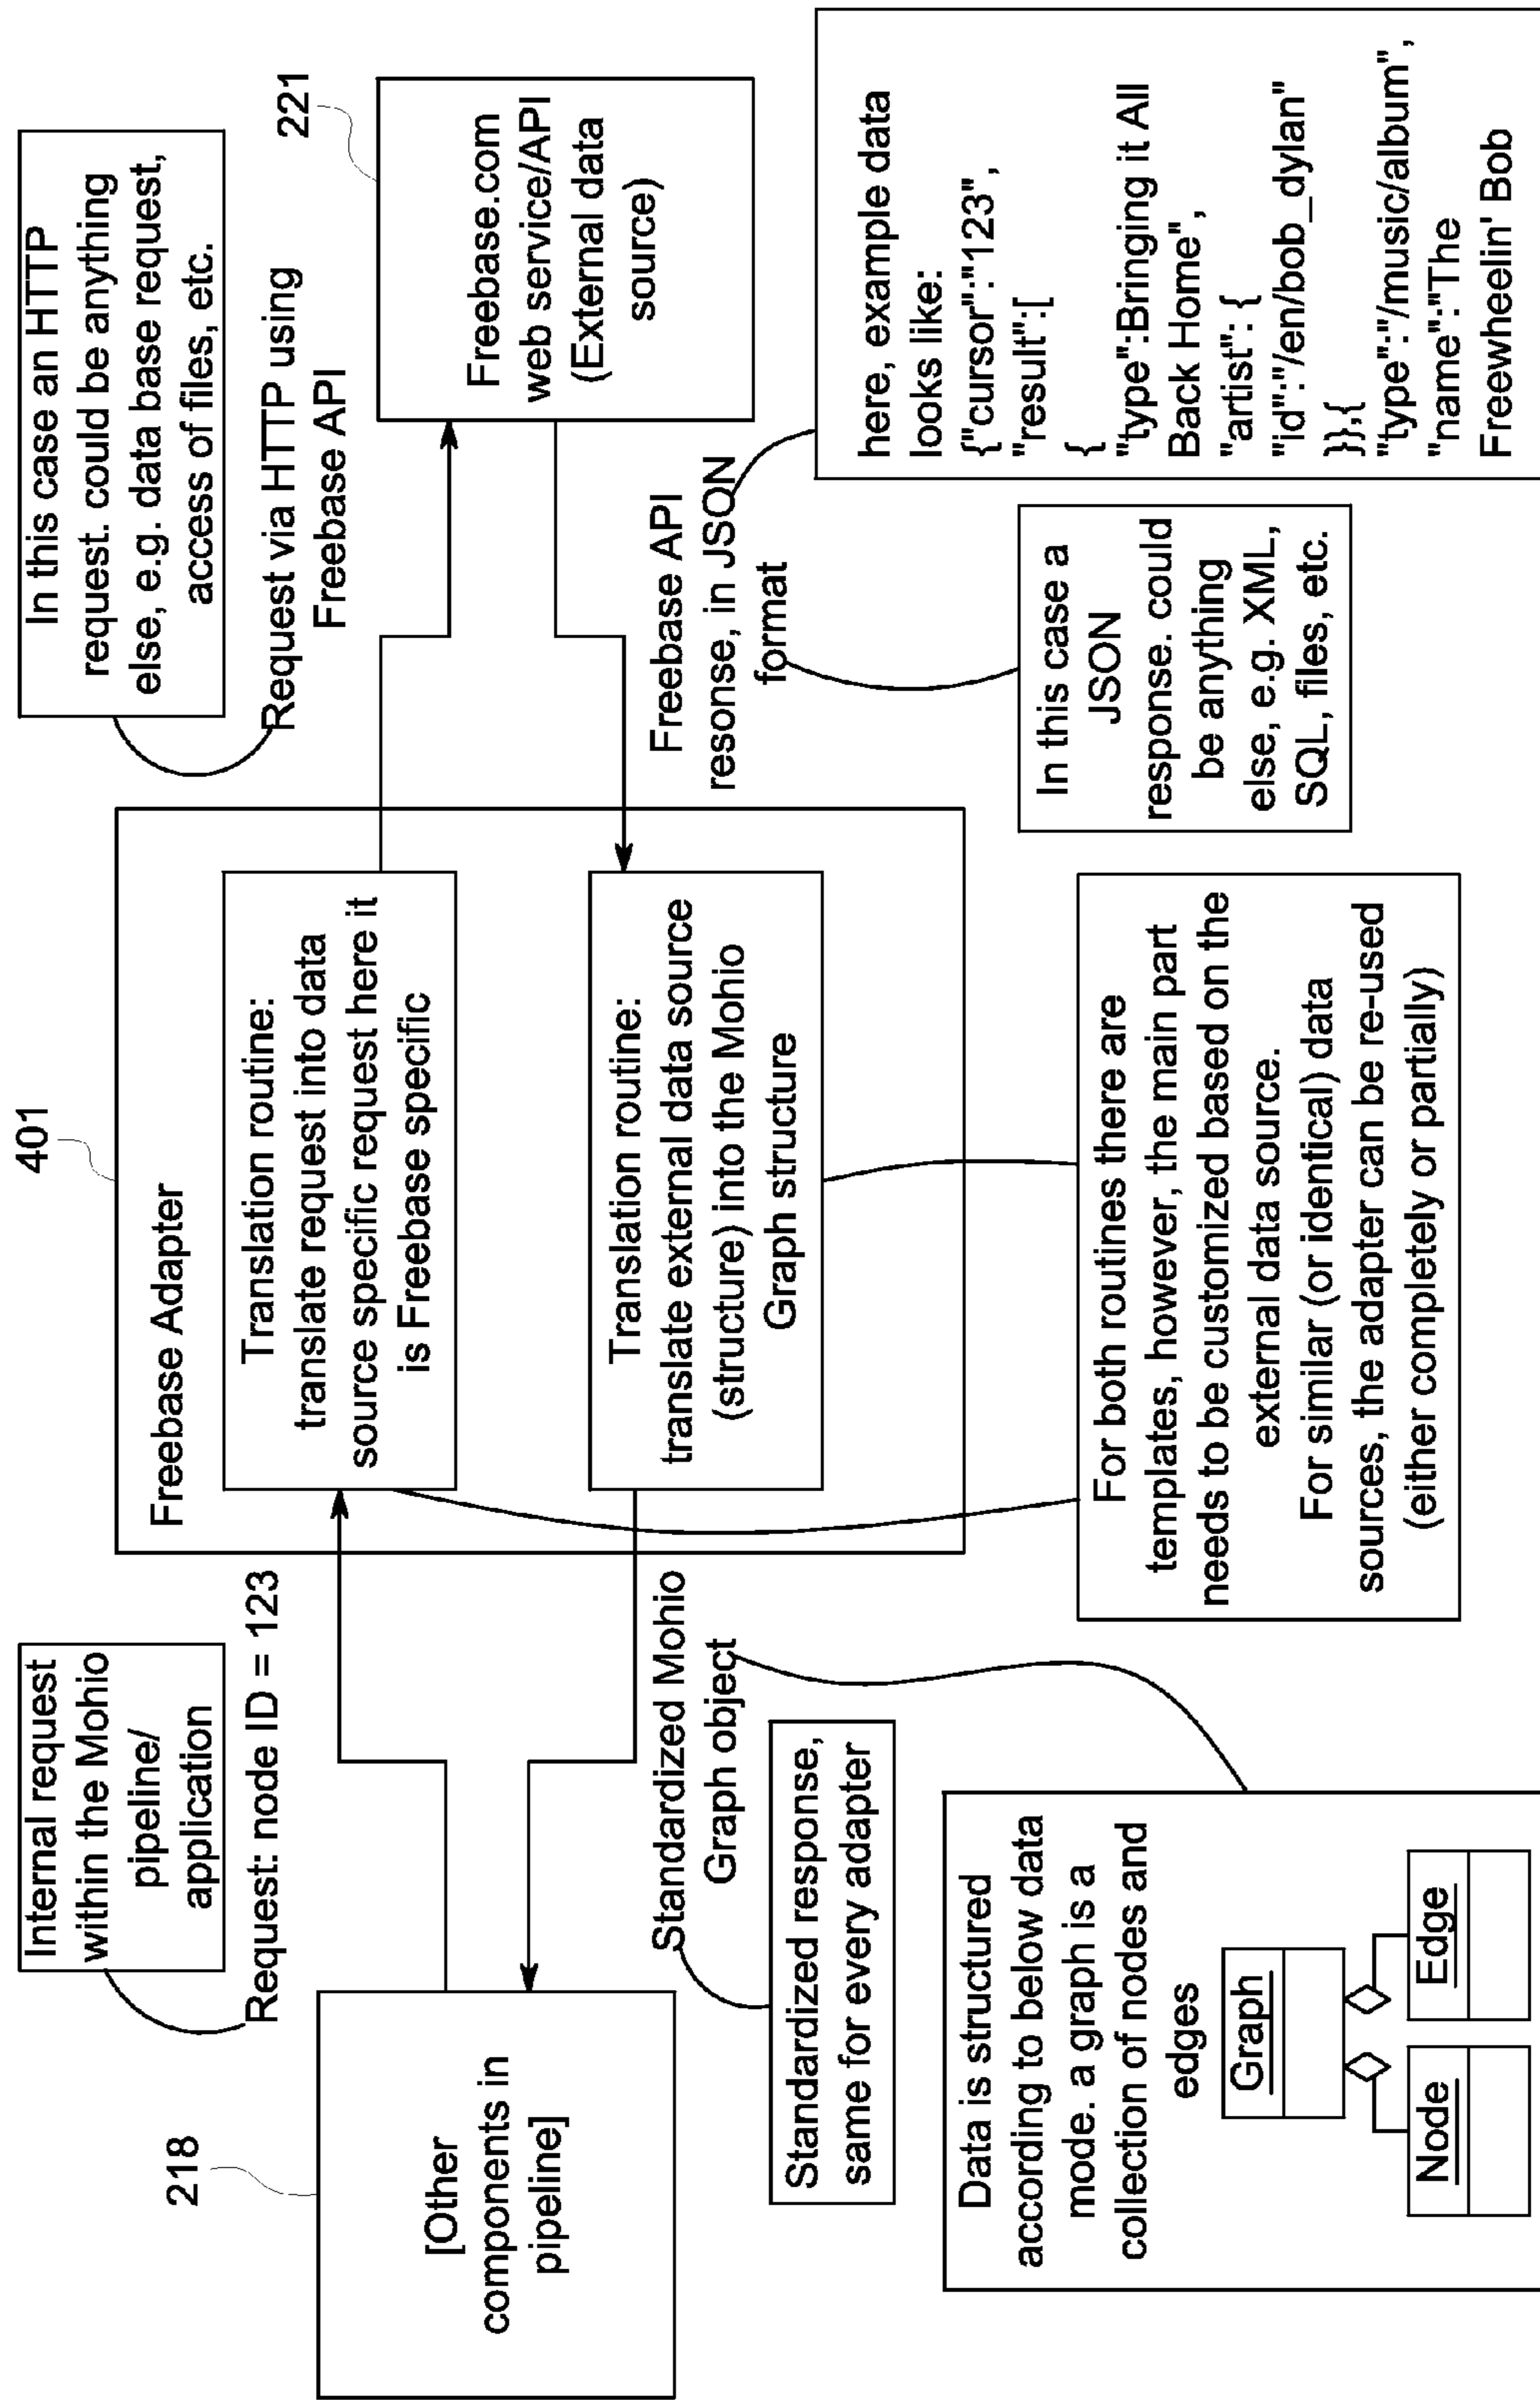 Internal request
within the Mohio
pipeline/
application
Request: node ID = 123
218
[Other
components in
pipeline]
Standardized Mohio
Graph object
Standardized response,
same for every adapter
Data is structured
according to below data
mode. a graph is a
collection of nodes and
edges
Graph
Node
Edge
401
Freebase Adapter
Translation routine:
translate request into data
source specific request here it
is Freebase specific
Translation routine:
translate external data source
(structure) into the Mohio
Graph structure
For both routines there are
templates, however, the main part
needs to be customized based on the
external data source.
For similar (or identical) data
sources, the adapter can be re-used
(either completely or partially)
In this case an HTTP
request. could be anything
else, e.g. data base request,
access of files, etc.
Request via HTTP using
Freebase API
221
Freebase.com
web service/API
(External data
source)
Freebase API
resonse, in JSON
format
In this case a
JSON
response. could
be anything
else, e.g. XML,
SQL, files, etc.
here, example data
looks like:
{"cursor":"123",
"result":[
{
"type":Bringing it All
Back Home",
"artist": {
"id":"/en/bob_dylan"
}},{
"type":"/music/album",
"name":"The
Freewheelin' Bob